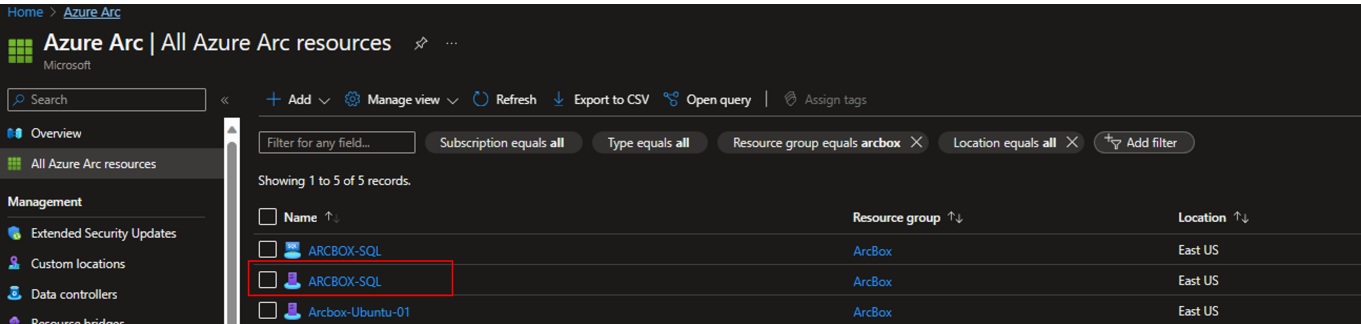 Home > Azure Arc
Azure Arc | All Azure Arc resources ...
Microsoft
Search «
+ Add Manage view Refresh Export to CSV Open query | Assign tags
Overview
Filter for any field... Subscription equals all Type equals all Resource group equals arcbox × Location equals all × Add filter
All Azure Arc resources
Showing 1 to 5 of 5 records.
Management
Name ↑↓ Resource group ↑↓ Location ↑↓
Extended Security Updates
SQL ARCBOX-SQL ArcBox East US
Custom locations
ARCBOX-SQL ArcBox East US
Data controllers
Arcbox-Ubuntu-01 ArcBox East US
Resource bridges